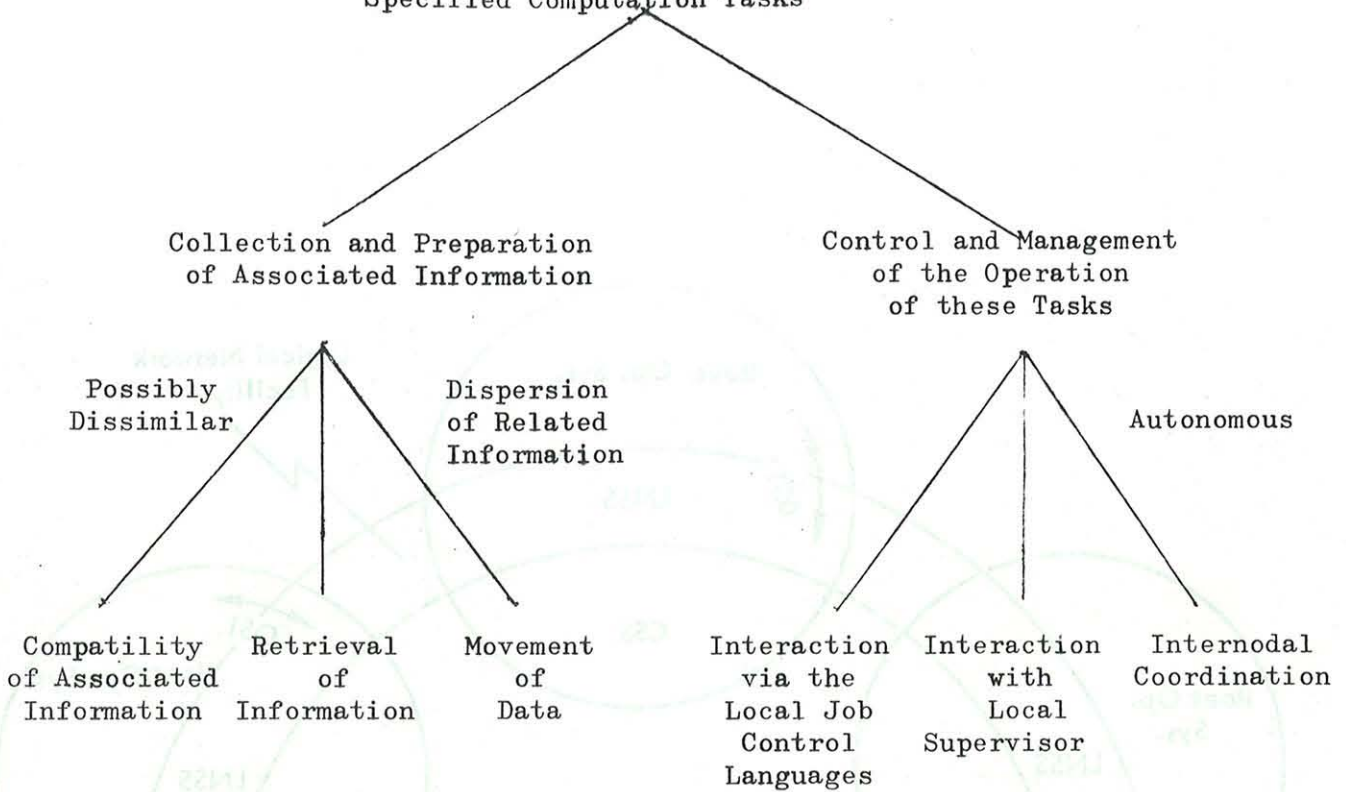 Specified Computation Tasks
Collection and Preparation
of Associated Information
Control and Management
of the Operation
of these Tasks
Possibly
Dissimilar
Dispersion
of Related
Information
Autonomous
Compatility
of Associated
Information
Retrieval
of
Information
Movement
of
Data
Interaction
via the
Local Job
Control
Languages
Interaction
with
Local
Supervisor
Internodal
Coordination